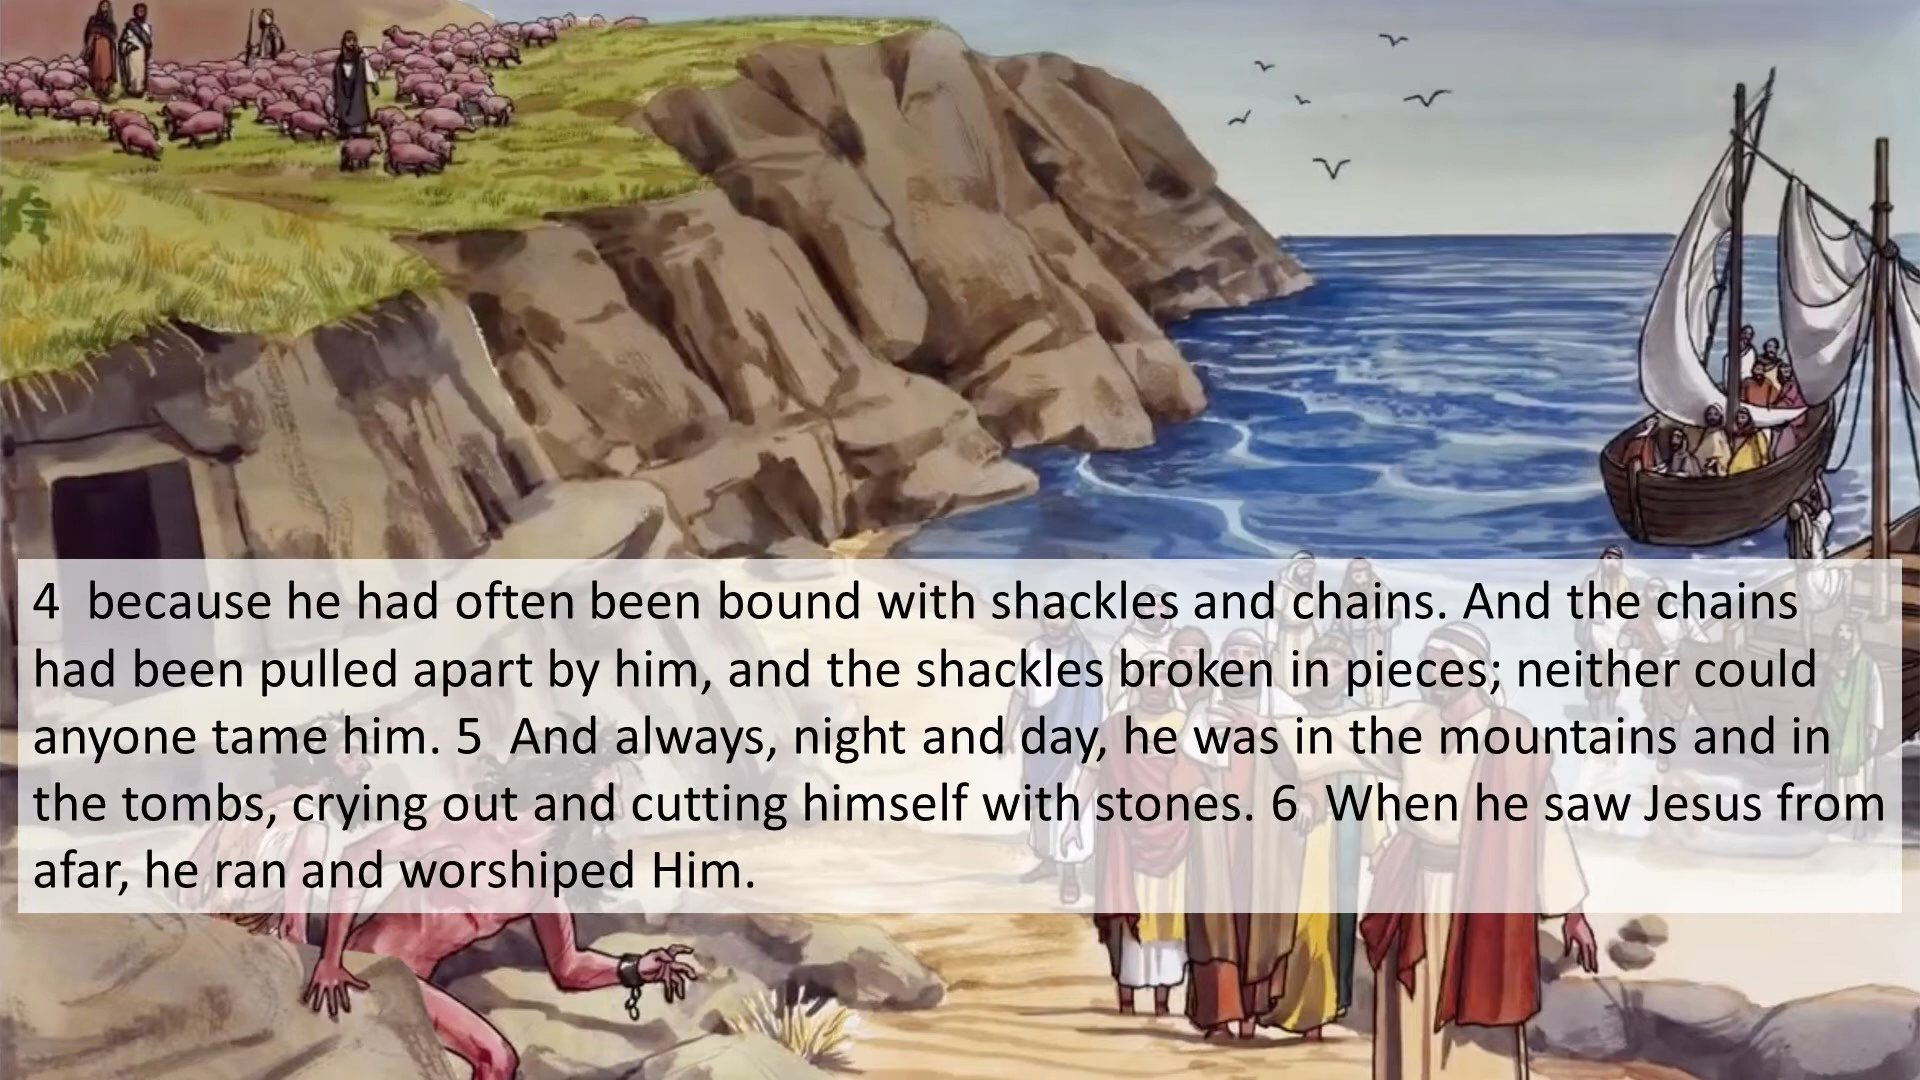 4  because he had often been bound with shackles and chains. And the chains
had been pulled apart by him, and the shackles broken in pieces; neither could
anyone tame him. 5  And always, night and day, he was in the mountains and in
the tombs, crying out and cutting himself with stones. 6  When he saw Jesus from
afar, he ran and worshiped Him.